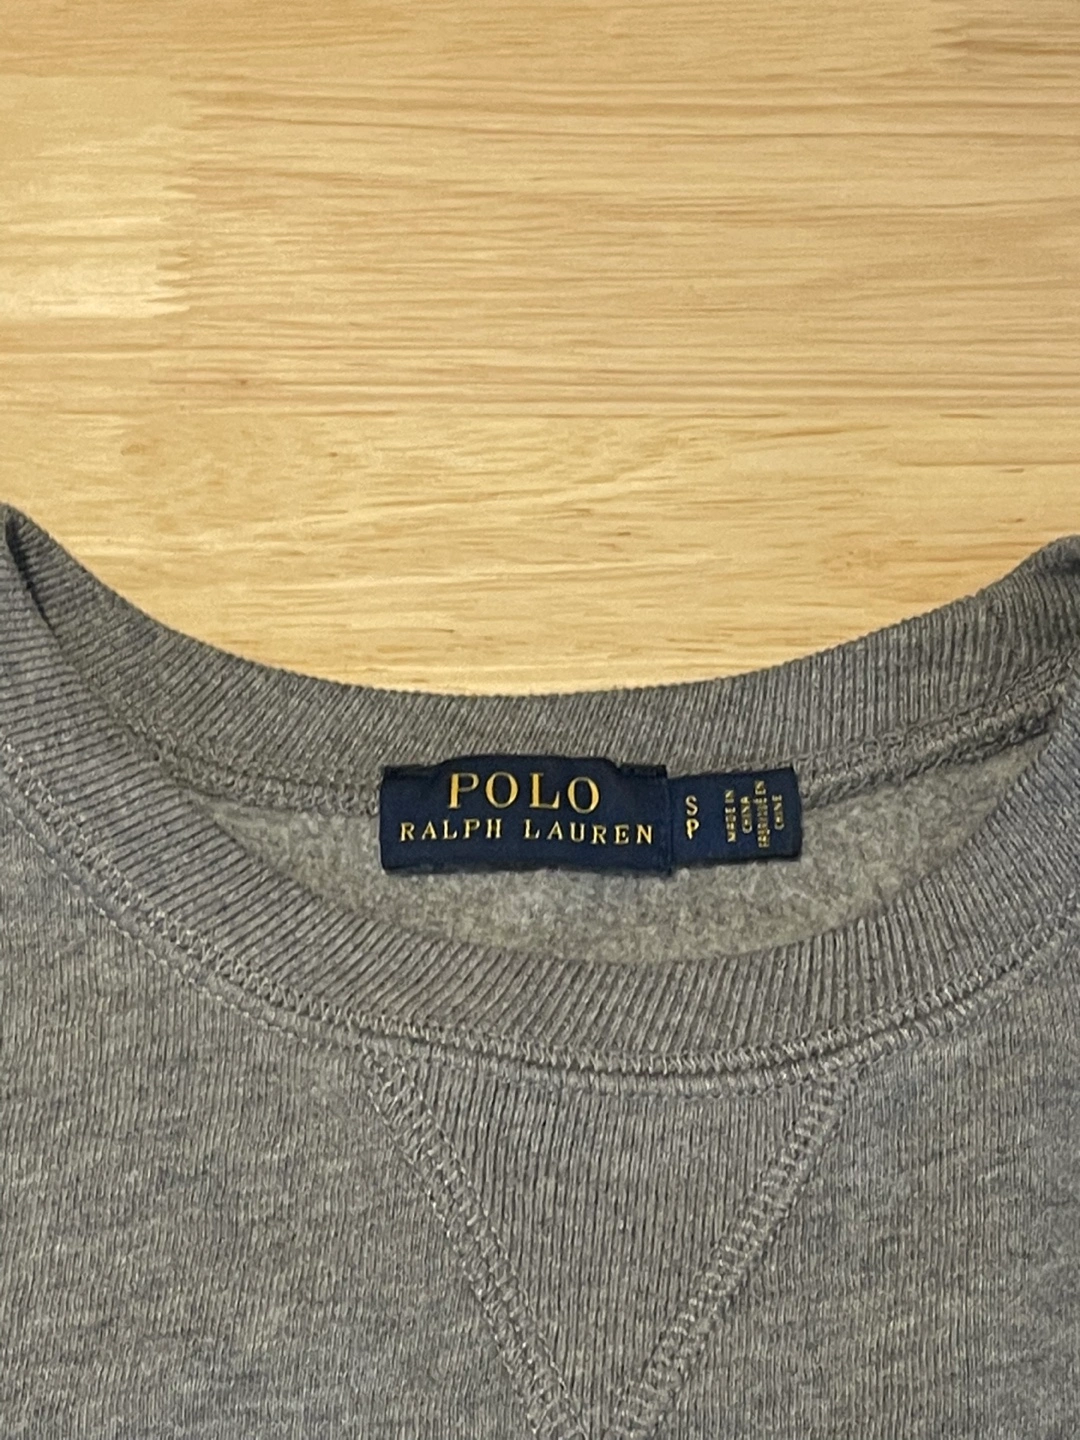 POLO
RALPH LAUREN
S
P
MADE IN
CHINA
FABRIQUÉ EN
CHINE